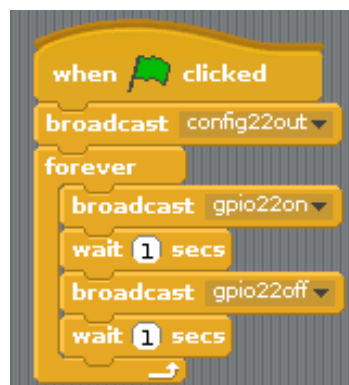 when clicked
broadcast config22out
forever
broadcast gpio22on
wait 1 secs
broadcast gpio22off
wait 1 secs